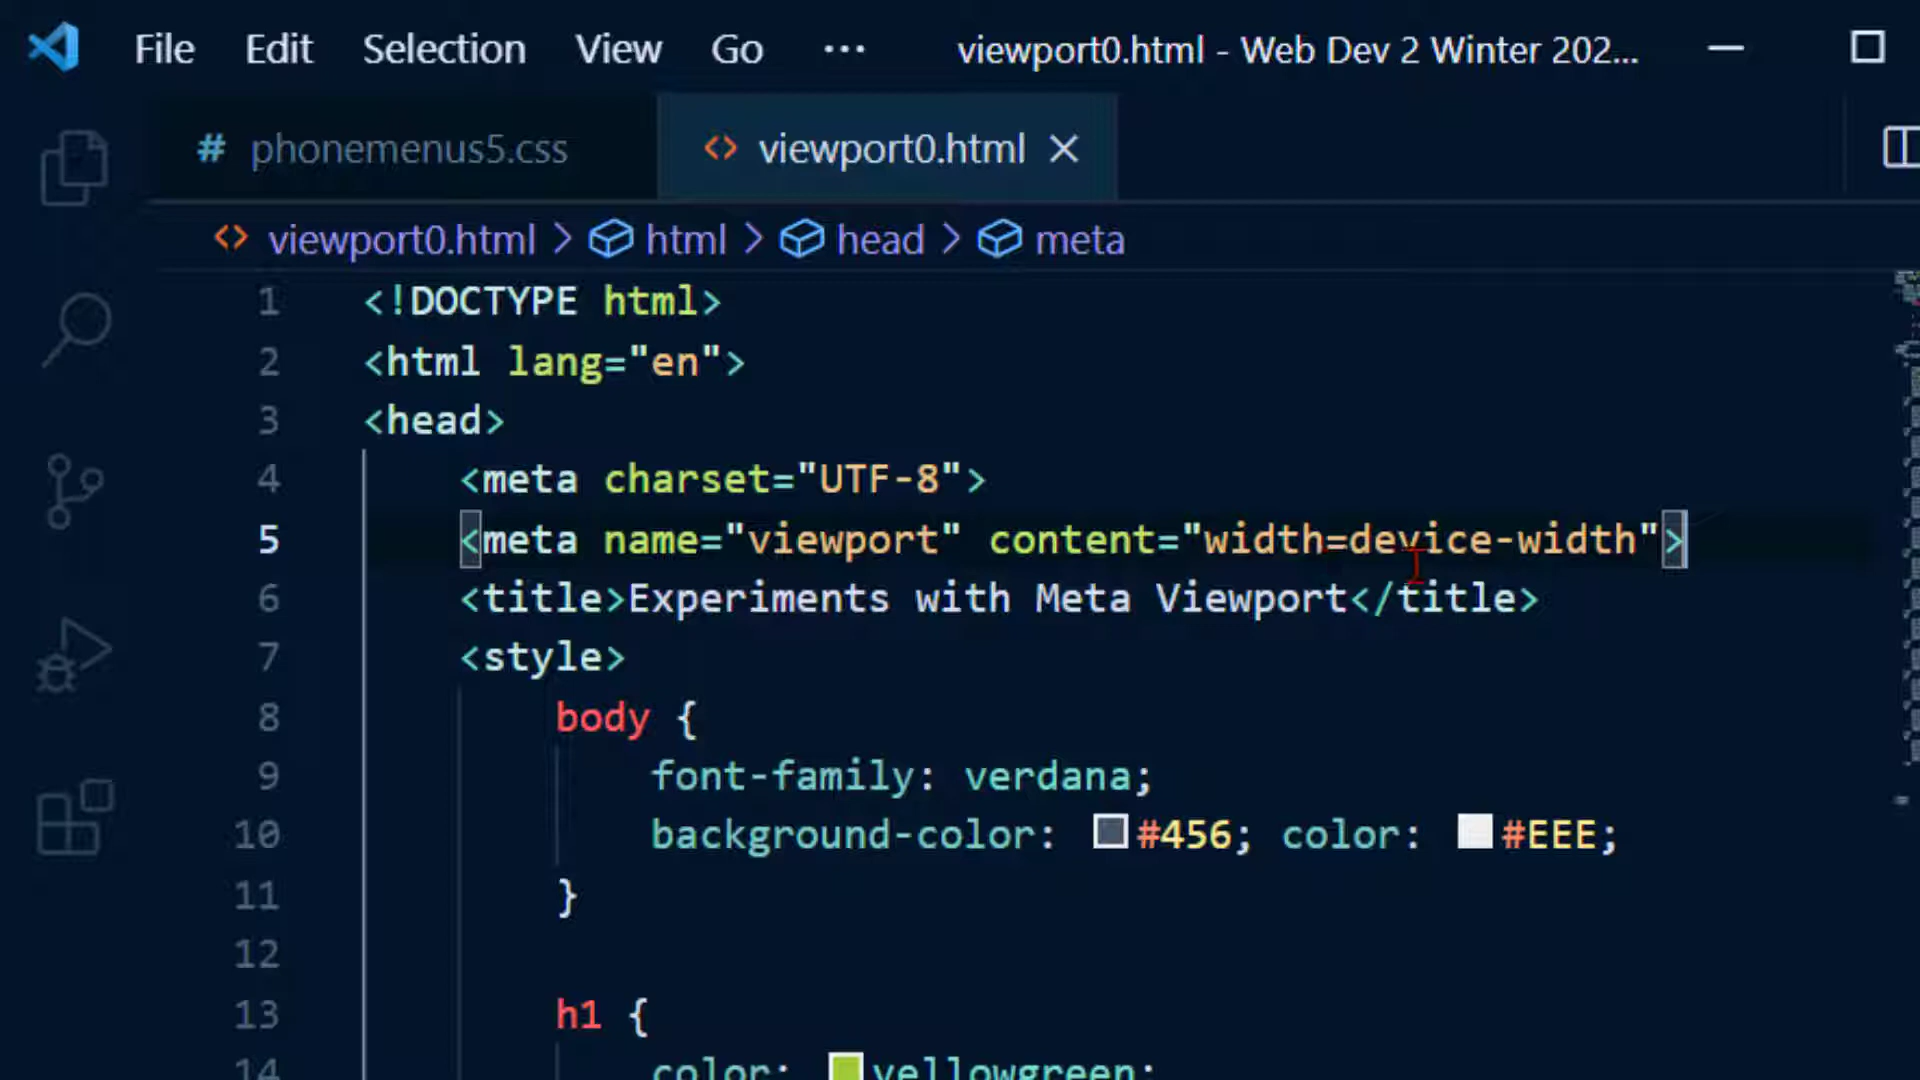 File Edit Selection View Go ... viewport0.html - Web Dev 2 Winter 202...
# phonemenus5.css <> viewport0.html
<> viewport0.html > html > head > meta
1 <!DOCTYPE html>
2 <html lang="en">
3 <head>
4 <meta charset="UTF-8">
5 <meta name="viewport" content="width=device-width">
6 <title>Experiments with Meta Viewport</title>
7 <style>
8 body {
9 font-family: verdana;
10 background-color: #456; color: #EEE;
11 }
12
13 h1 {
14 color: yellowgreen;